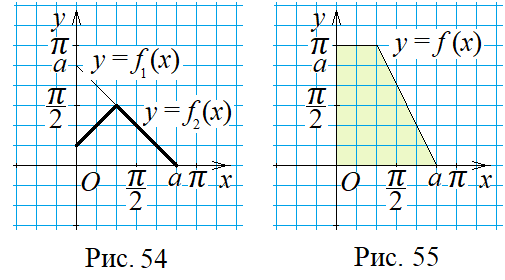 y
π
a
y = f₁(x)
π/2
y = f₂(x)
O
π/2
a
π
x
Рис. 54
y
π
a
y = f(x)
π/2
O
π/2
a
π
x
Рис. 55